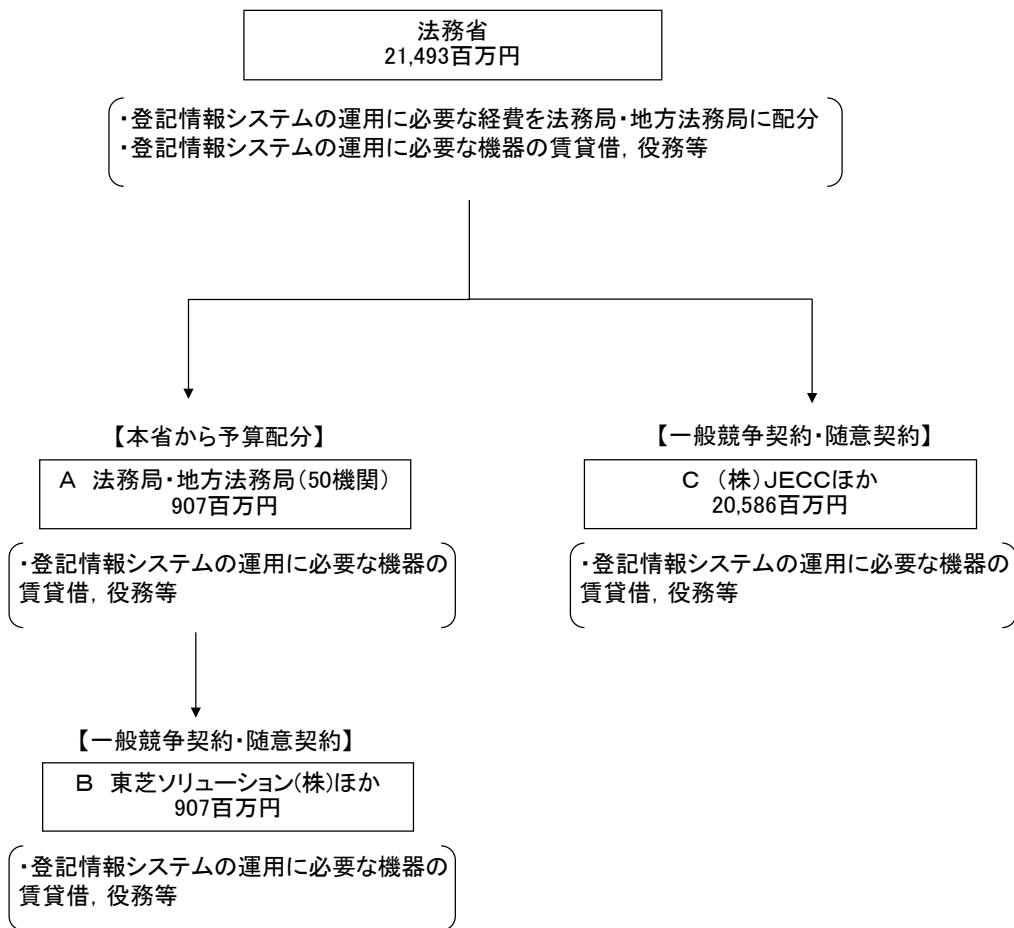 法務省
21,493百万円
・登記情報システムの運用に必要な経費を法務局・地方法務局に配分
・登記情報システムの運用に必要な機器の賃貸借，役務等
【本省から予算配分】
A　法務局・地方法務局（50機関）
907百万円
・登記情報システムの運用に必要な機器の
賃貸借，役務等
【一般競争契約・随意契約】
C　（株）JECCほか
20,586百万円
・登記情報システムの運用に必要な機器の
賃貸借，役務等
【一般競争契約・随意契約】
B　東芝ソリューション(株)ほか
907百万円
・登記情報システムの運用に必要な機器の
賃貸借，役務等